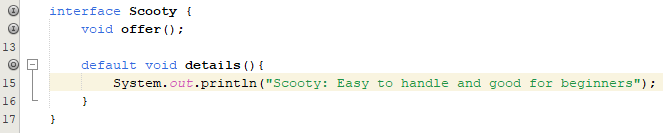 interface Scooty {
void offer();
13
default void details(){
15 System.out.println("Scooty: Easy to handle and good for beginners");
16 }
17 }